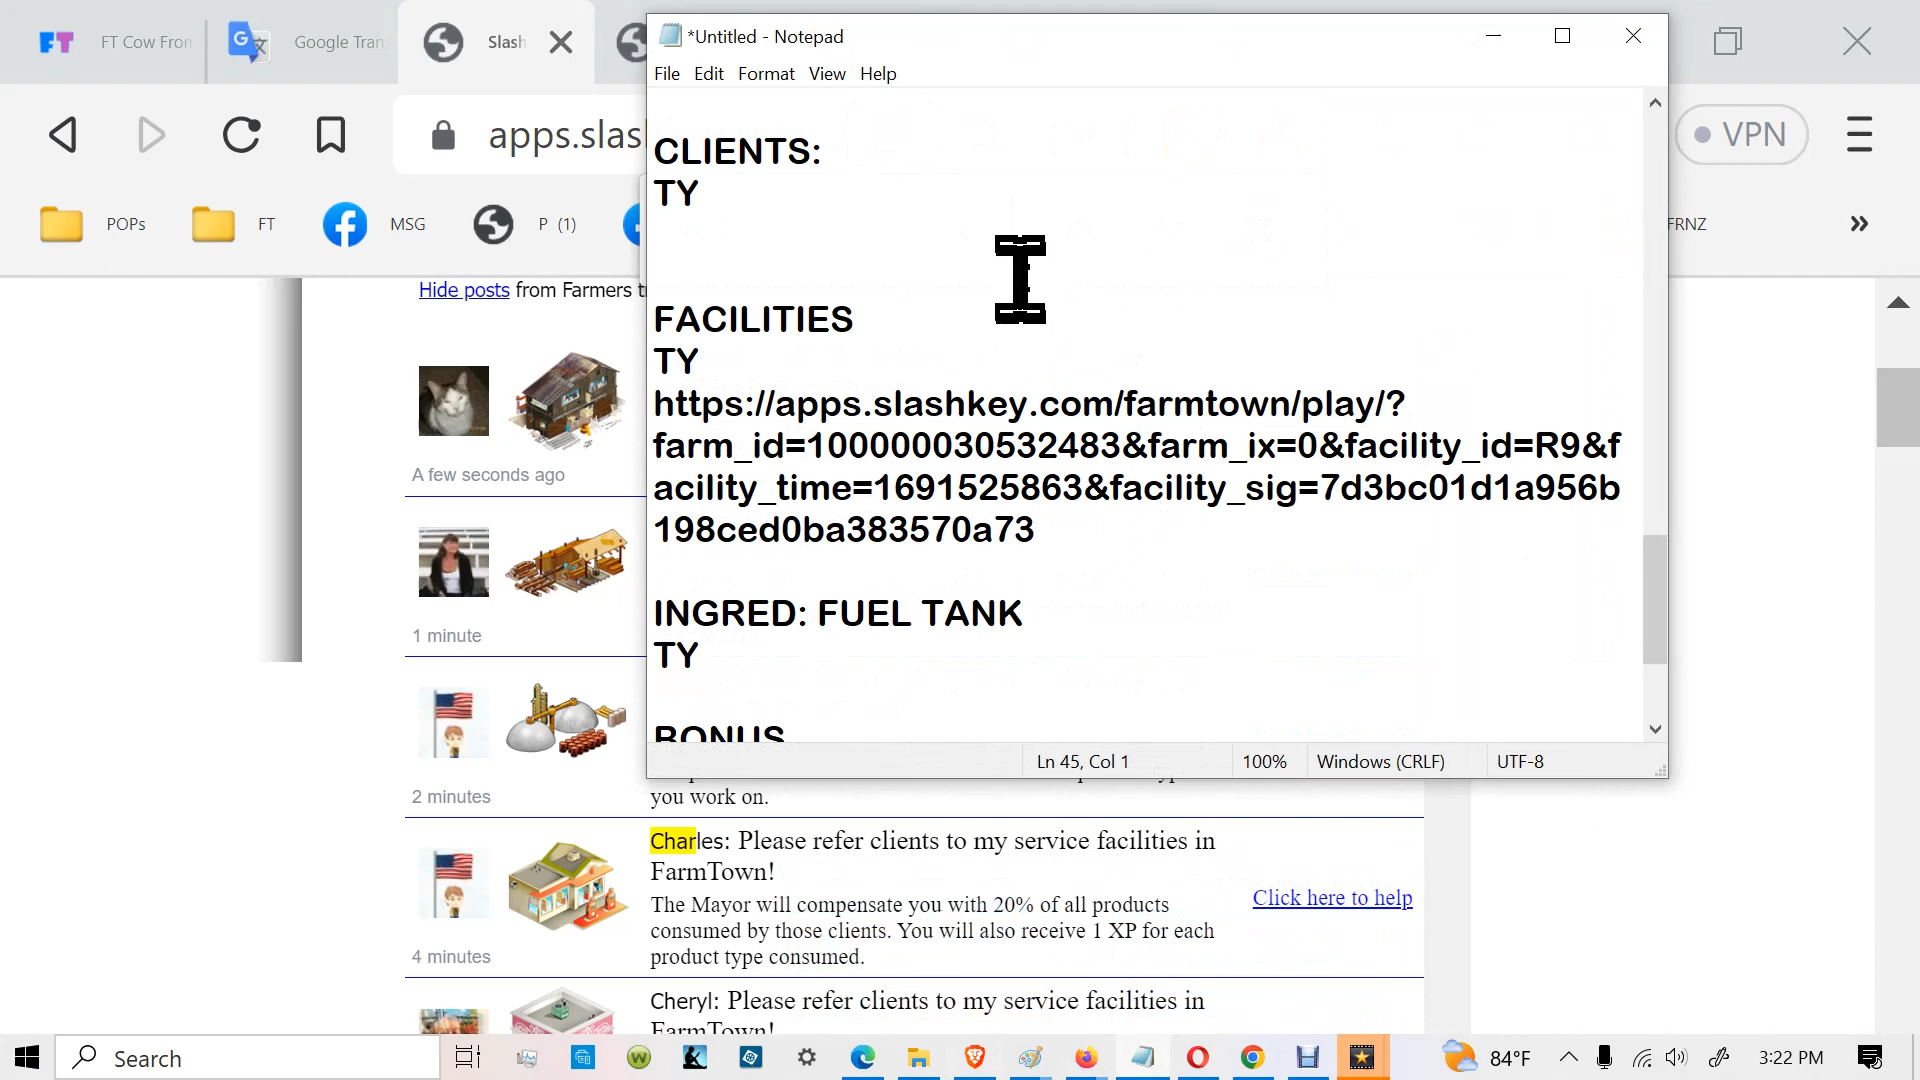 FT Cow Fron
Google Tran
Slash
*Untitled - Notepad
File Edit Format View Help
apps.slas
VPN
POPs
FT
MSG
P (1)
FRNZ
CLIENTS:
TY
FACILITIES
TY
https://apps.slashkey.com/farmtown/play/?
farm_id=100000030532483&farm_ix=0&facility_id=R9&f
acility_time=1691525863&facility_sig=7d3bc01d1a956b
198ced0ba383570a73
INGRED: FUEL TANK
TY
BONUS
Ln 45, Col 1
100%
Windows (CRLF)
UTF-8
Hide posts from Farmers t
A few seconds ago
1 minute
2 minutes
you work on.
Charles: Please refer clients to my service facilities in
FarmTown!
The Mayor will compensate you with 20% of all products
consumed by those clients. You will also receive 1 XP for each
product type consumed.
Click here to help
4 minutes
Cheryl: Please refer clients to my service facilities in
FarmTown!
Search
84°F
3:22 PM